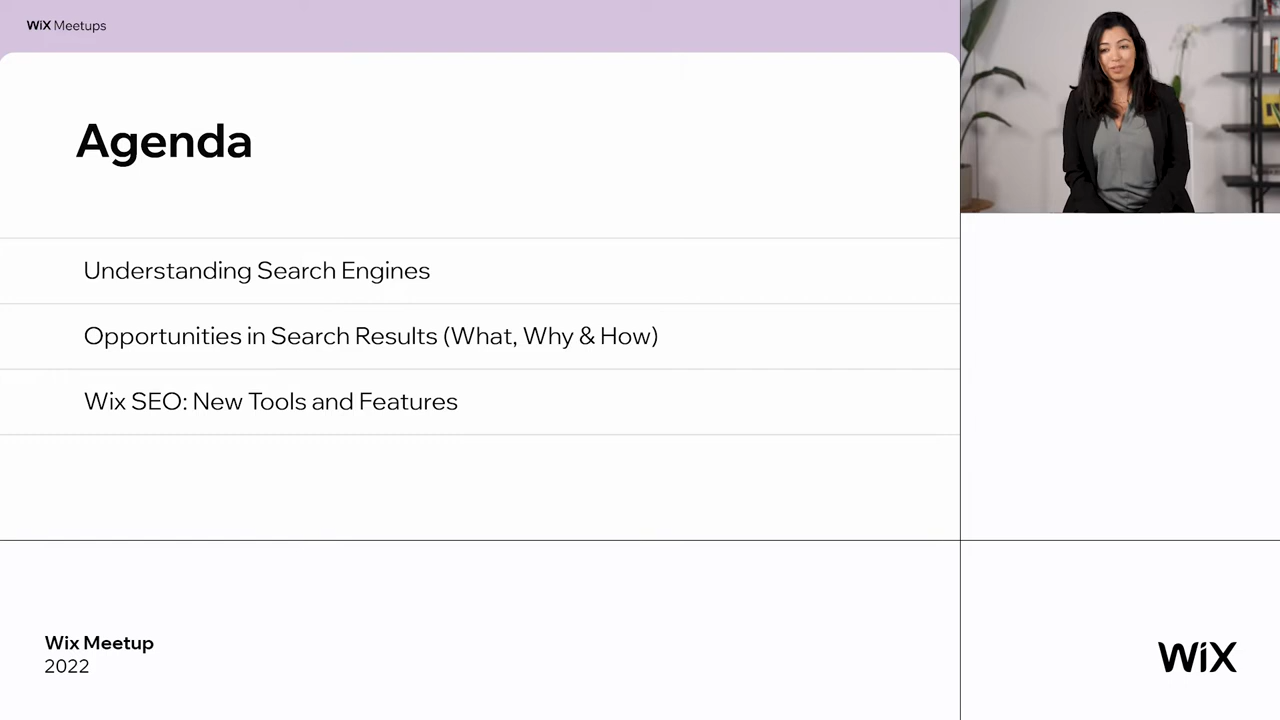 WiX Meetups
Agenda
Understanding Search Engines
Opportunities in Search Results (What, Why & How)
Wix SEO: New Tools and Features
Wix Meetup
2022
WiX